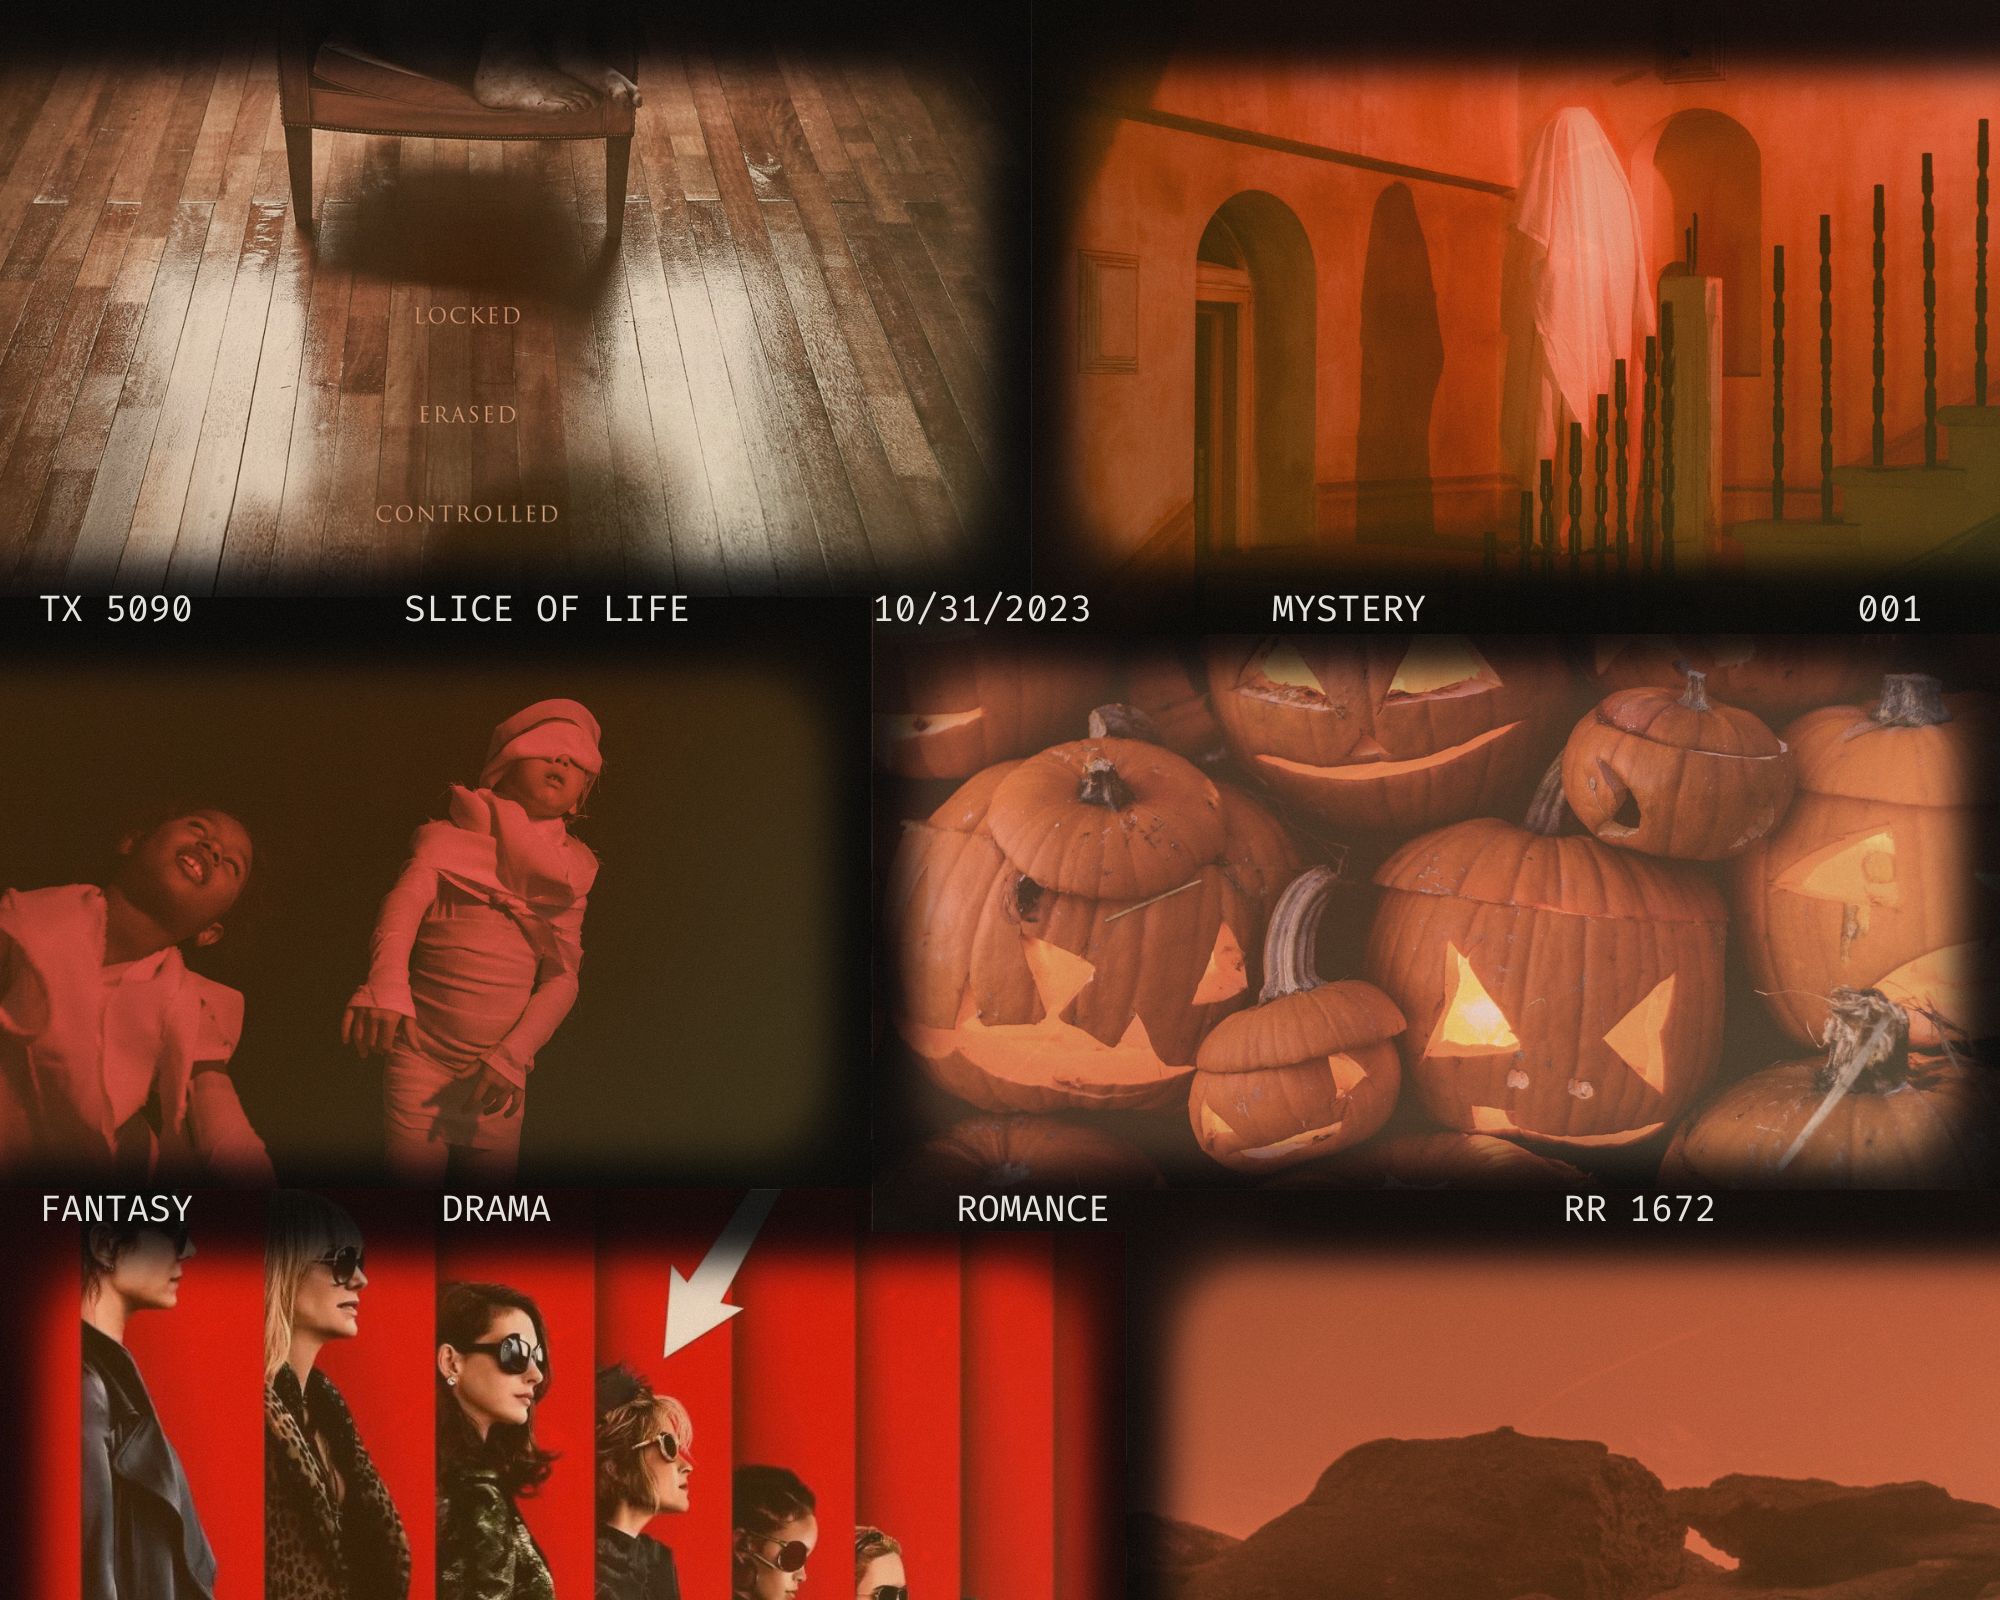 LOCKED
ERASED
CONTROLLED
TX 5090 SLICE OF LIFE 10/31/2023 MYSTERY 001
FANTASY DRAMA ROMANCE RR 1672